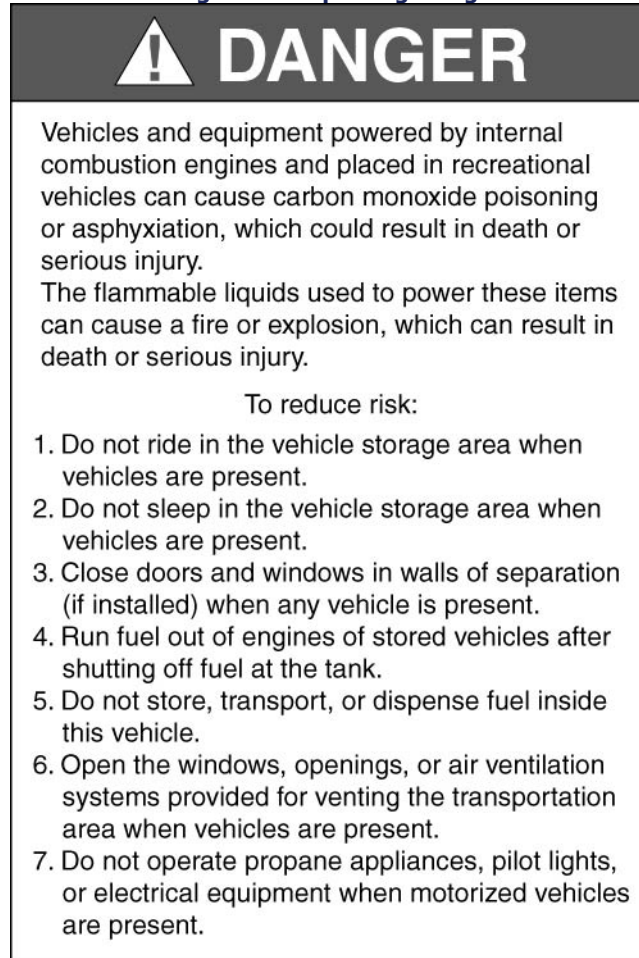 DANGER
Vehicles and equipment powered by internal
combustion engines and placed in recreational
vehicles can cause carbon monoxide poisoning
or asphyxiation, which could result in death or
serious injury.
The flammable liquids used to power these items
can cause a fire or explosion, which can result in
death or serious injury.
To reduce risk:
1. Do not ride in the vehicle storage area when
vehicles are present.
2. Do not sleep in the vehicle storage area when
vehicles are present.
3. Close doors and windows in walls of separation
(if installed) when any vehicle is present.
4. Run fuel out of engines of stored vehicles after
shutting off fuel at the tank.
5. Do not store, transport, or dispense fuel inside
this vehicle.
6. Open the windows, openings, or air ventilation
systems provided for venting the transportation
area when vehicles are present.
7. Do not operate propane appliances, pilot lights,
or electrical equipment when motorized vehicles
are present.